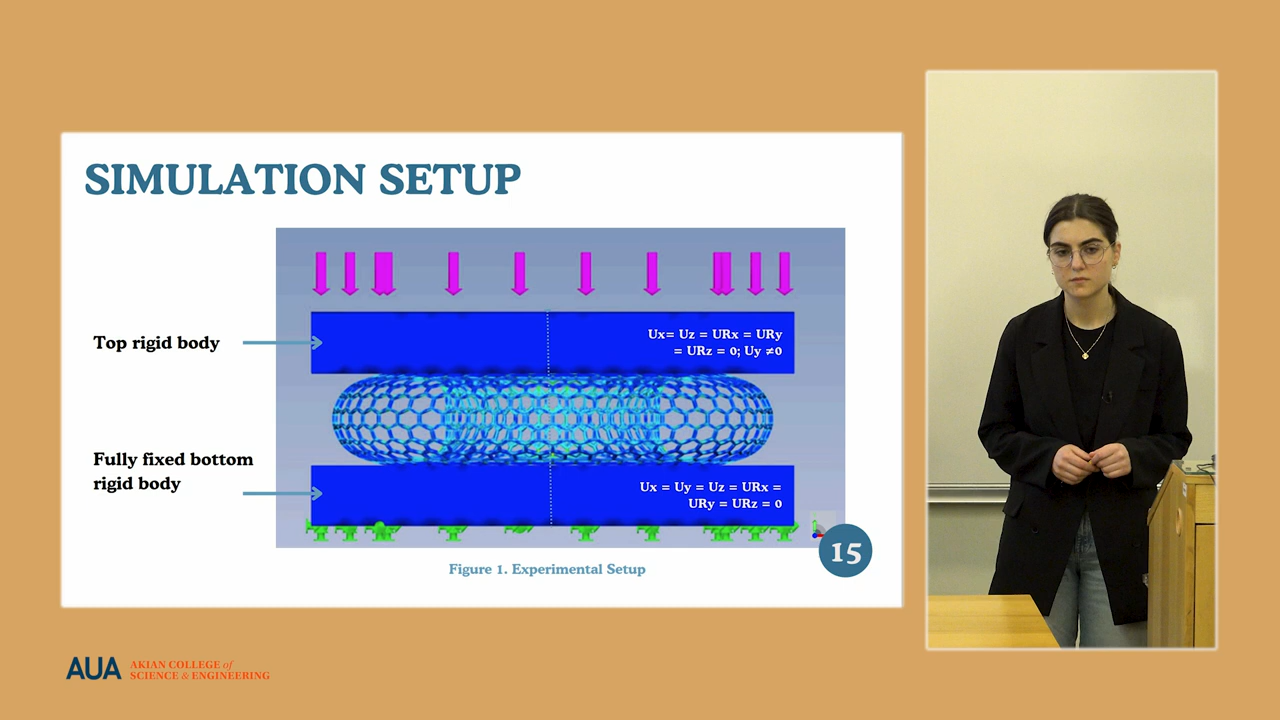 SIMULATION SETUP
Top rigid body
Ux= Uz = URx = URy
= URz = 0; Uy ≠0
Fully fixed bottom
rigid body
Ux = Uy = Uz = URx =
URy = URz = 0
15
Figure 1. Experimental Setup
AUA
AKIAN COLLEGE of
SCIENCE & ENGINEERING